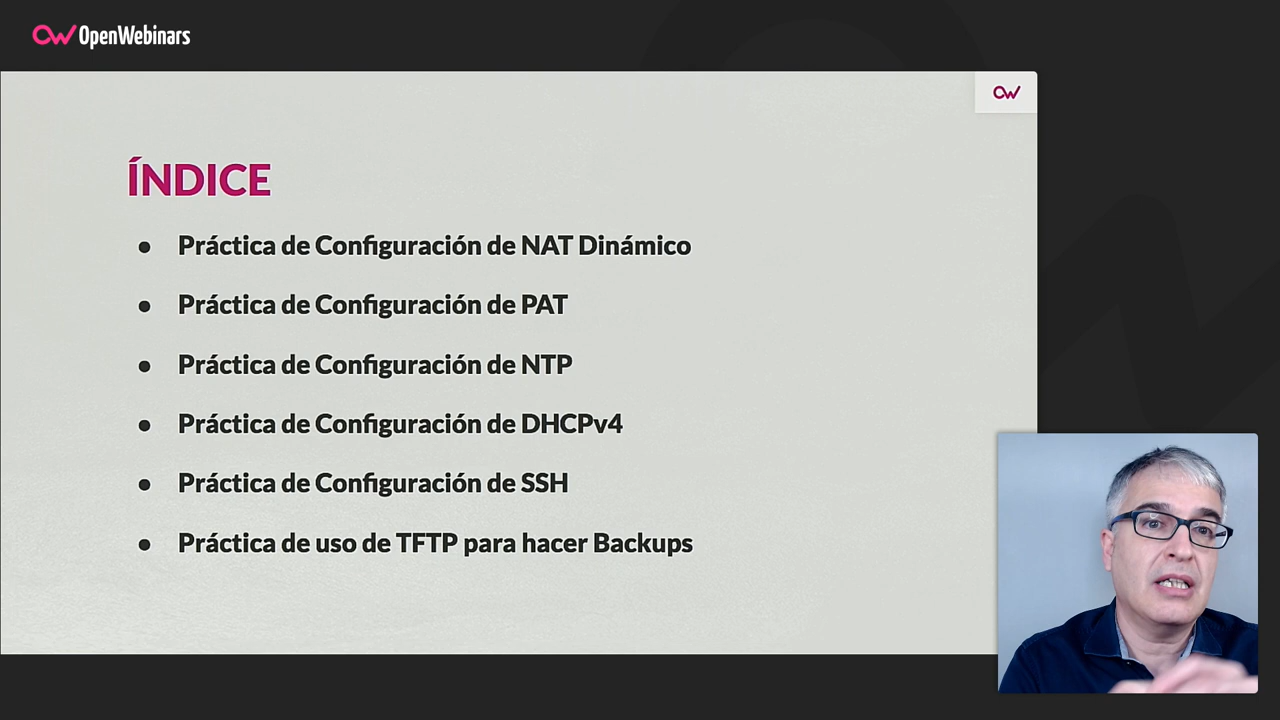 OpenWebinars
ÍNDICE
● Práctica de Configuración de NAT Dinámico
● Práctica de Configuración de PAT
● Práctica de Configuración de NTP
● Práctica de Configuración de DHCPv4
● Práctica de Configuración de SSH
● Práctica de uso de TFTP para hacer Backups